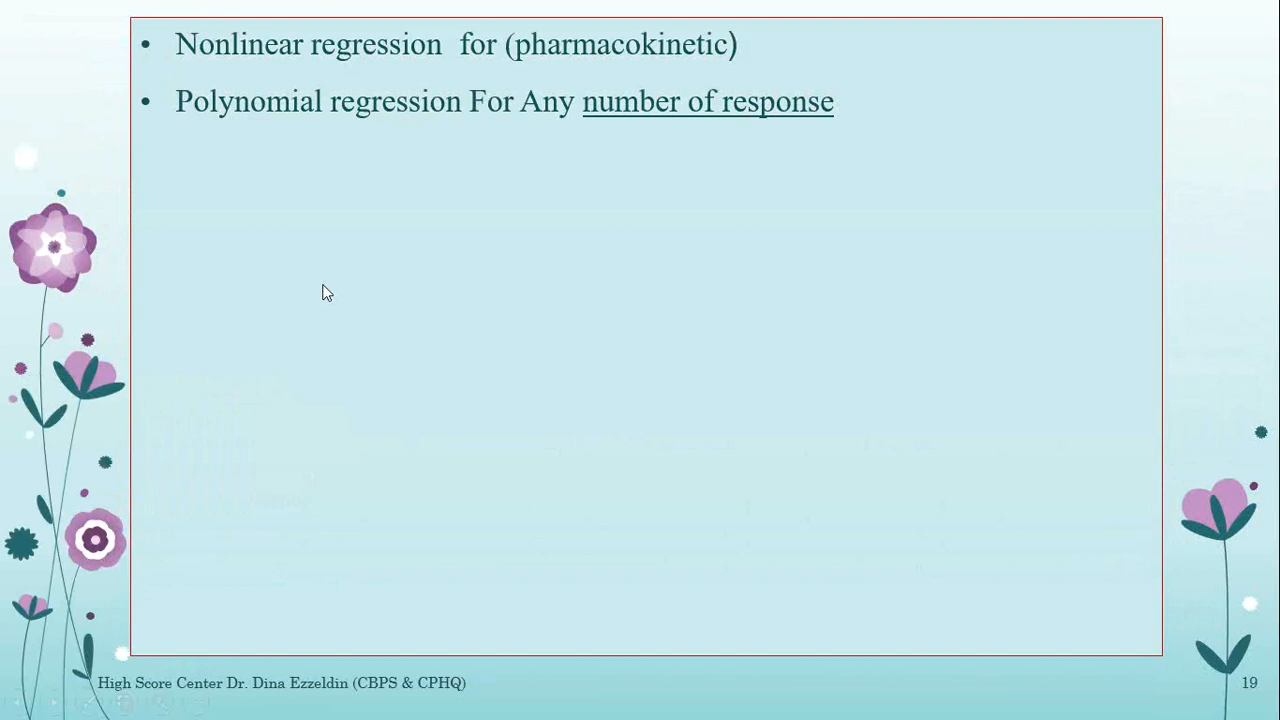 • Nonlinear regression for (pharmacokinetic)
• Polynomial regression For Any number of response
High Score Center Dr. Dina Ezzeldin (CBPS & CPHQ)
19